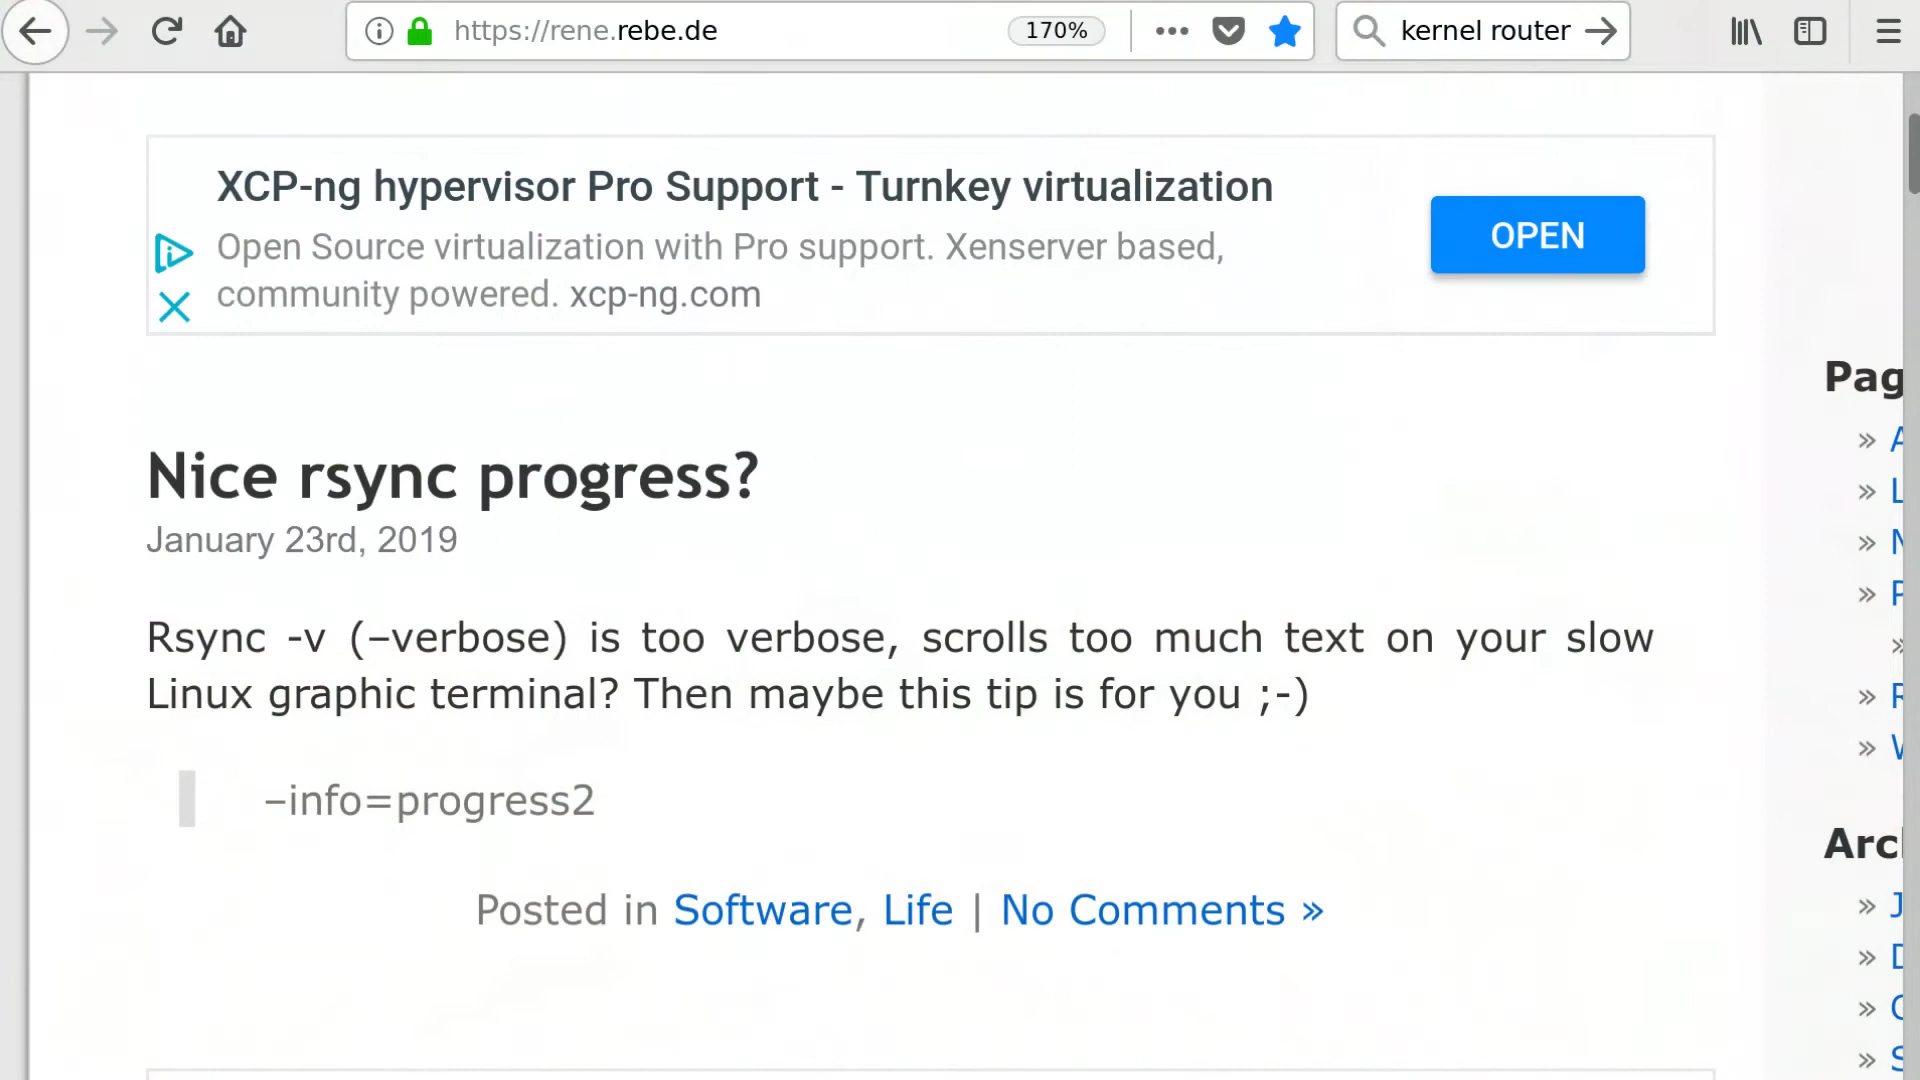 https://rene.rebe.de
170%
kernel router
XCP-ng hypervisor Pro Support - Turnkey virtualization
Open Source virtualization with Pro support. Xenserver based,
community powered. xcp-ng.com
OPEN
Nice rsync progress?
January 23rd, 2019
Rsync -v (–verbose) is too verbose, scrolls too much text on your slow
Linux graphic terminal? Then maybe this tip is for you ;-)
–info=progress2
Posted in Software, Life | No Comments »